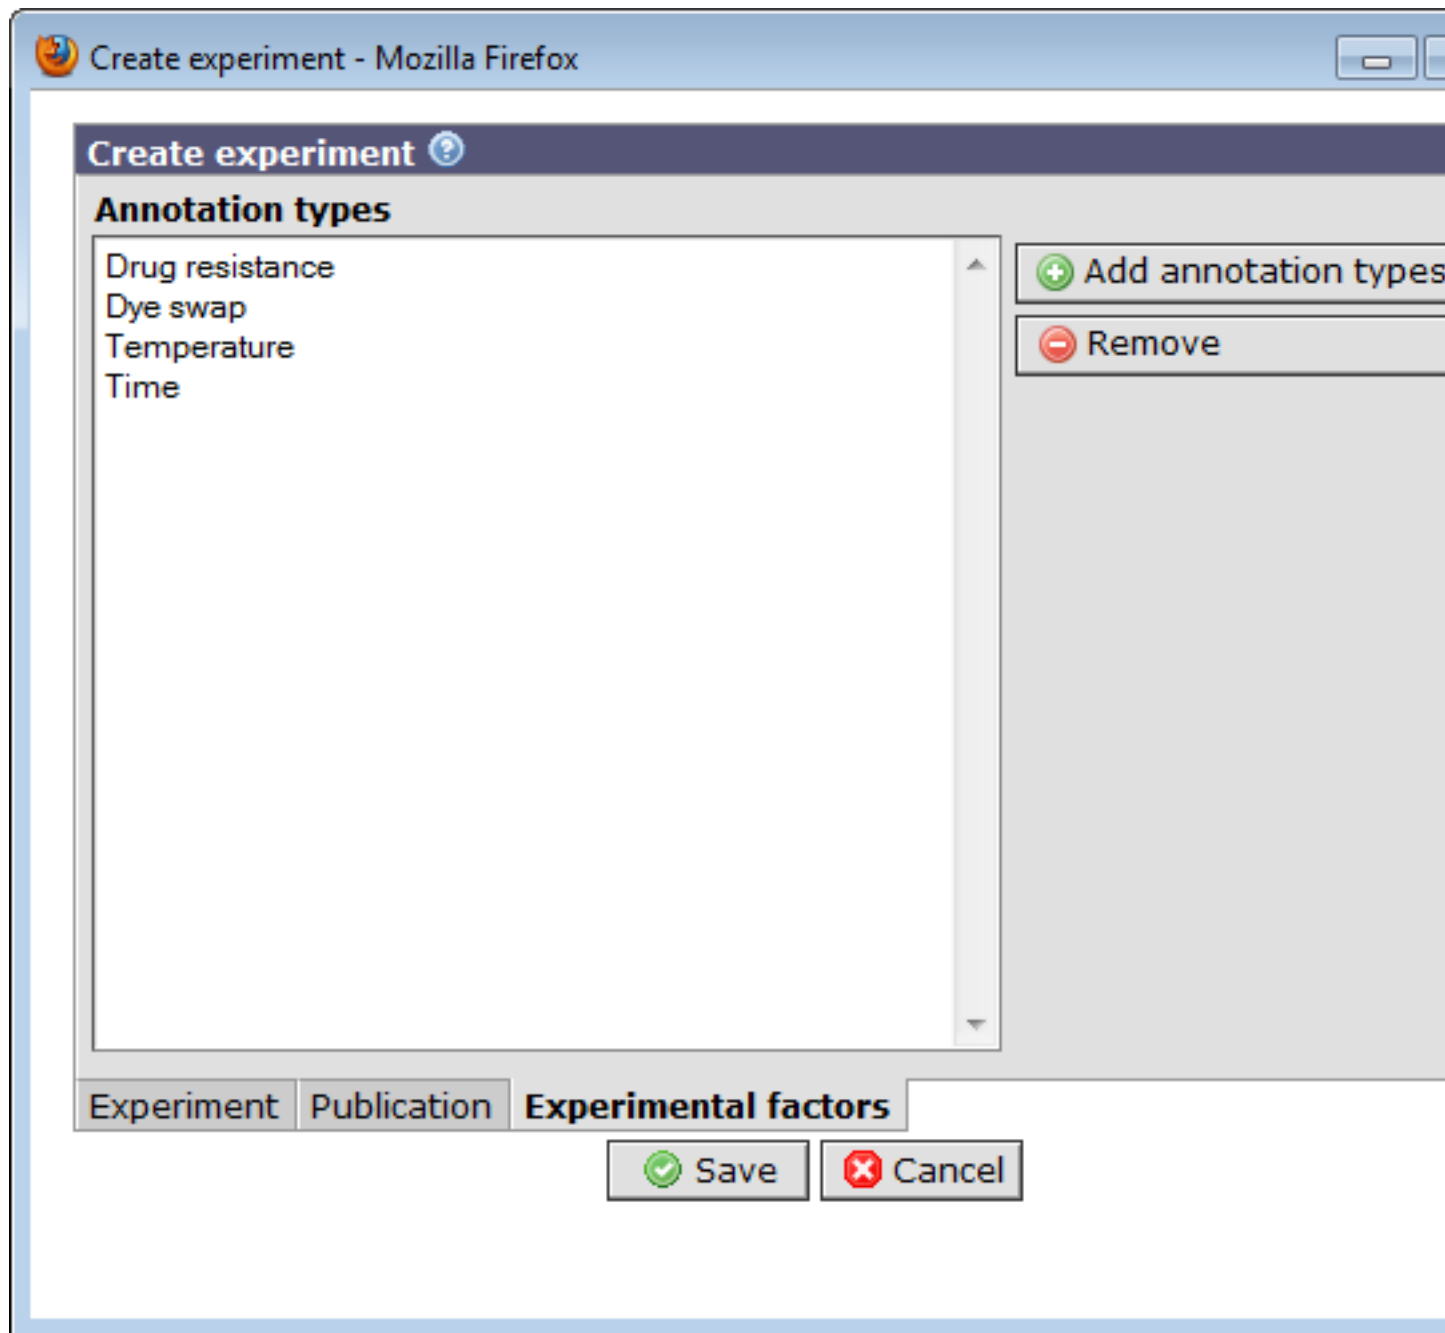 Create experiment - Mozilla Firefox
Create experiment
Annotation types
Drug resistance
Dye swap
Temperature
Time
Add annotation types
Remove
Experiment
Publication
Experimental factors
Save
Cancel